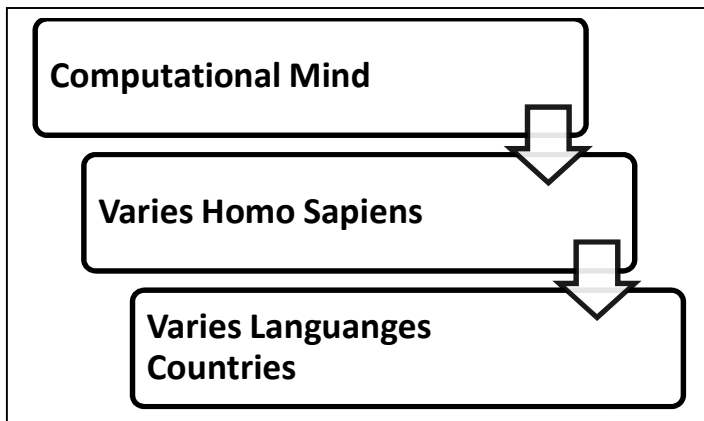 Computational Mind
Varies Homo Sapiens
Varies Languanges
Countries